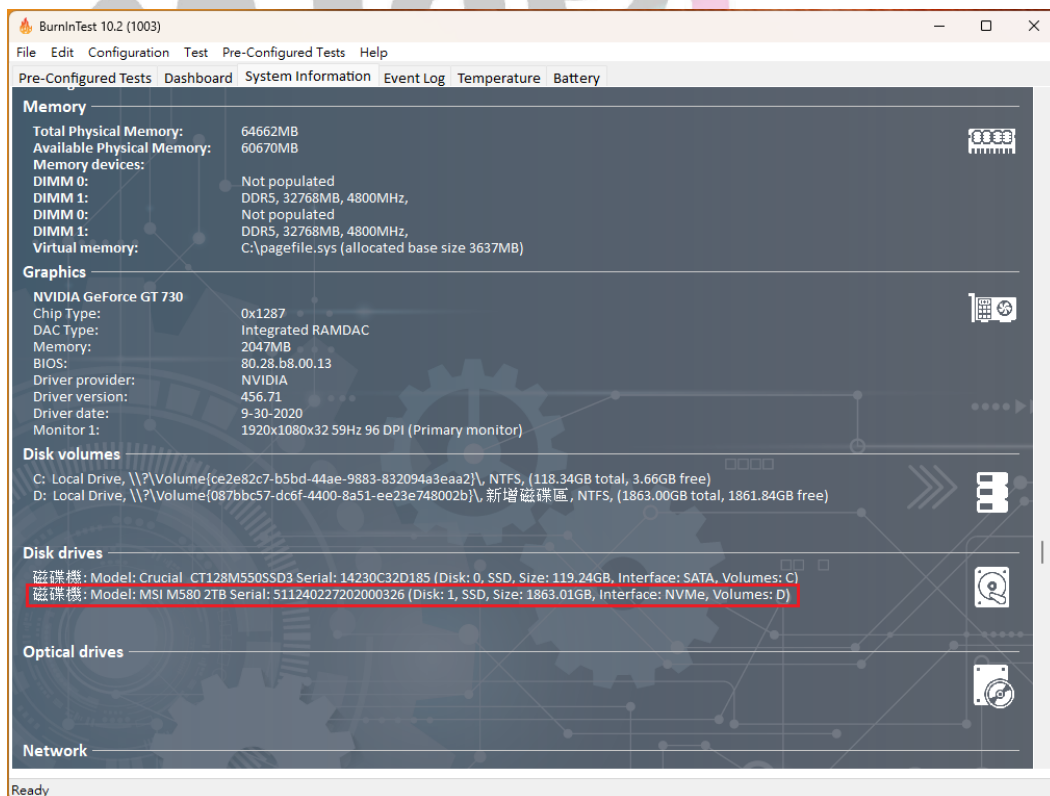 BurnInTest 10.2 (1003)
File Edit Configuration Test Pre-Configured Tests Help
Pre-Configured Tests Dashboard System Information Event Log Temperature Battery
Memory
Total Physical Memory: 64662MB
Available Physical Memory: 60670MB
Memory devices:
DIMM 0: Not populated
DIMM 1: DDR5, 32768MB, 4800MHz,
DIMM 0: Not populated
DIMM 1: DDR5, 32768MB, 4800MHz,
Virtual memory: C:\pagefile.sys (allocated base size 3637MB)
Graphics
NVIDIA GeForce GT 730
Chip Type: 0x1287
DAC Type: Integrated RAMDAC
Memory: 2047MB
BIOS: 80.28.b8.00.13
Driver provider: NVIDIA
Driver version: 456.71
Driver date: 9-30-2020
Monitor 1: 1920x1080x32 59Hz 96 DPI (Primary monitor)
Disk volumes
C: Local Drive, \\?\Volume{ce2e82c7-b5bd-44ae-9883-832094a3eaa2}\, NTFS, (118.34GB total, 3.66GB free)
D: Local Drive, \\?\Volume{087bbc57-dc6f-4400-8a51-ee23e748002b}\, 新增磁碟區, NTFS, (1863.00GB total, 1861.84GB free)
Disk drives
磁碟機: Model: Crucial_CT128M550SSD3 Serial: 14230C32D185 (Disk: 0, SSD, Size: 119.24GB, Interface: SATA, Volumes: C)
磁碟機: Model: MSI M580 2TB Serial: 511240227202000326 (Disk: 1, SSD, Size: 1863.01GB, Interface: NVMe, Volumes: D)
Optical drives
Network
Ready